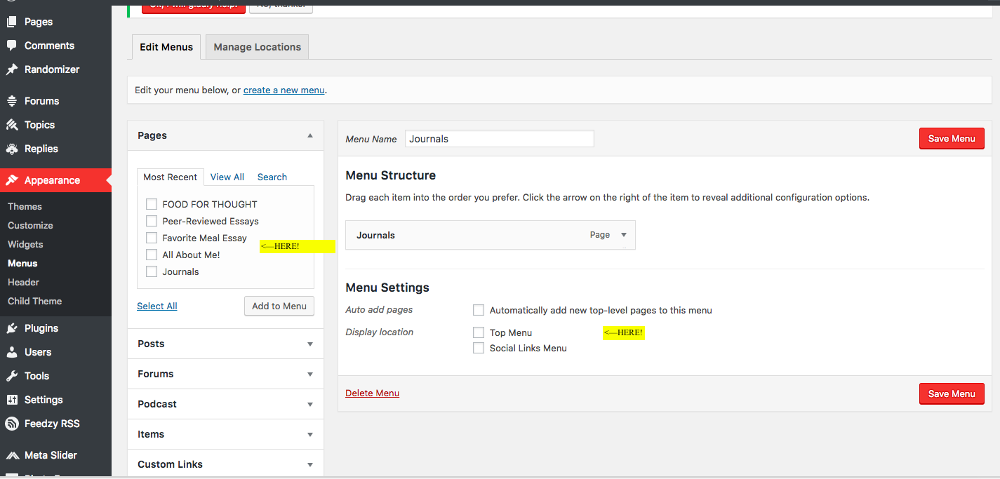 Ok, I will gladly help!
No, thanks!
Pages
Comments
Randomizer
Forums
Topics
Replies
Appearance
Themes
Customize
Widgets
Menus
Header
Child Theme
Plugins
Users
Tools
Settings
Feedzy RSS
Meta Slider
Edit Menus
Manage Locations
Edit your menu below, or create a new menu.
Pages
Most Recent
View All
Search
FOOD FOR THOUGHT
Peer-Reviewed Essays
Favorite Meal Essay
<—HERE!
All About Me!
Journals
Select All
Add to Menu
Posts
Forums
Podcast
Items
Custom Links
Menu Name
Journals
Save Menu
Menu Structure
Drag each item into the order you prefer. Click the arrow on the right of the item to reveal additional configuration options.
Journals
Page
Menu Settings
Auto add pages
Automatically add new top-level pages to this menu
Display location
Top Menu
<—HERE!
Social Links Menu
Delete Menu
Save Menu